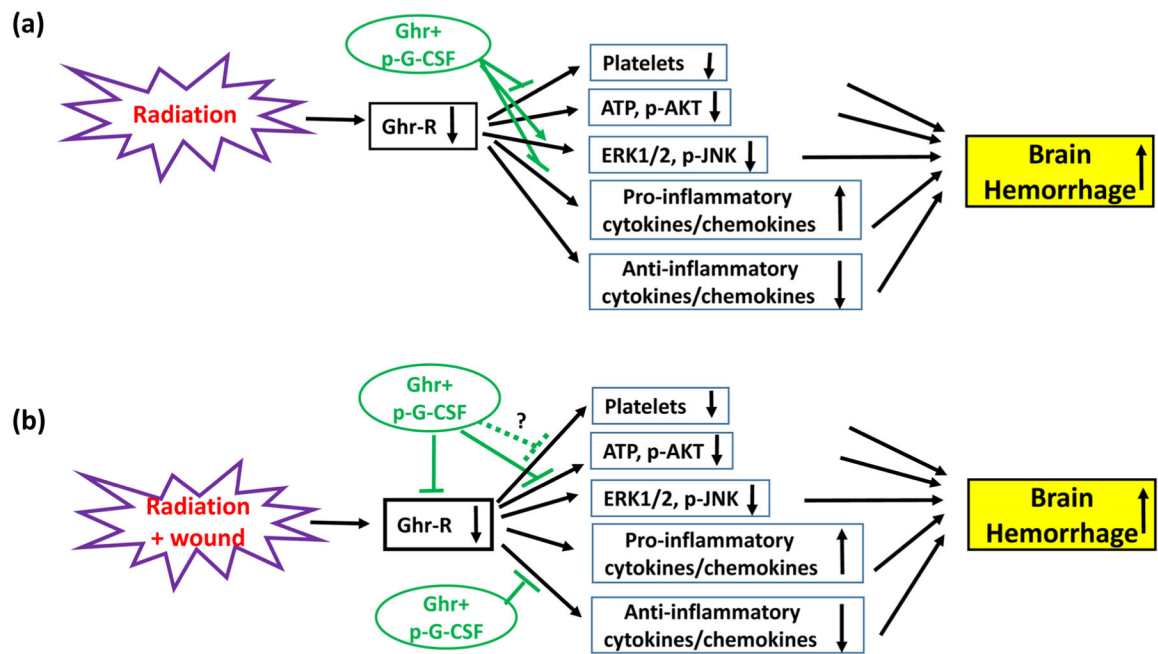 (a)
Ghr+
p-G-CSF
Radiation
Ghr-R
Platelets
ATP, p-AKT
ERK1/2, p-JNK
Pro-inflammatory
cytokines/chemokines
Anti-inflammatory
cytokines/chemokines
Brain
Hemorrhage
(b)
Ghr+
p-G-CSF
?
Radiation
+ wound
Ghr-R
Ghr+
p-G-CSF
Platelets
ATP, p-AKT
ERK1/2, p-JNK
Pro-inflammatory
cytokines/chemokines
Anti-inflammatory
cytokines/chemokines
Brain
Hemorrhage